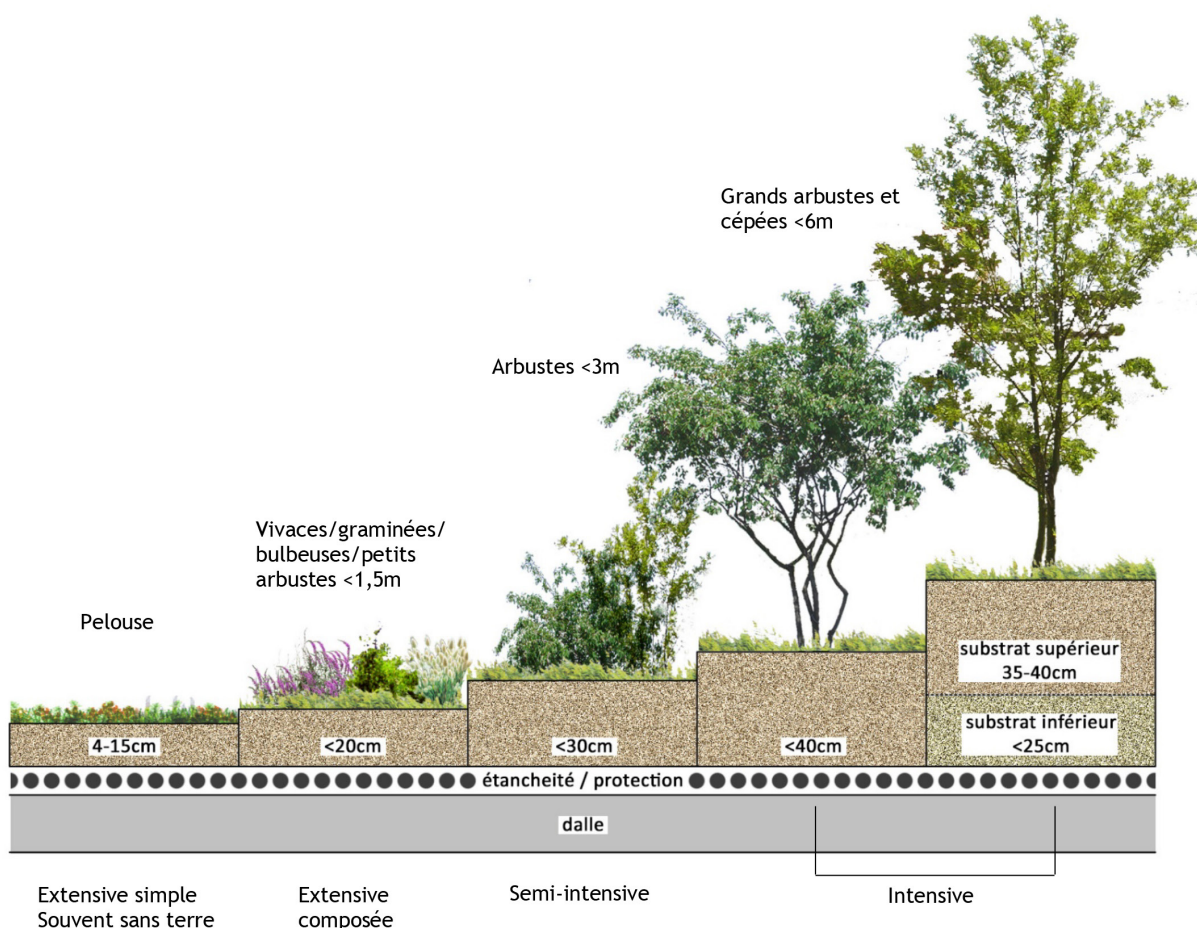 Grands arbustes et
cépées <6m
Arbustes <3m
Vivaces/graminées/
bulbeuses/petits
arbustes <1,5m
Pelouse
substrat supérieur
35-40cm
substrat inférieur
<25cm
4-15cm
<20cm
<30cm
<40cm
étancheité / protection
dalle
Extensive simple
Souvent sans terre
Extensive
composée
Semi-intensive
Intensive